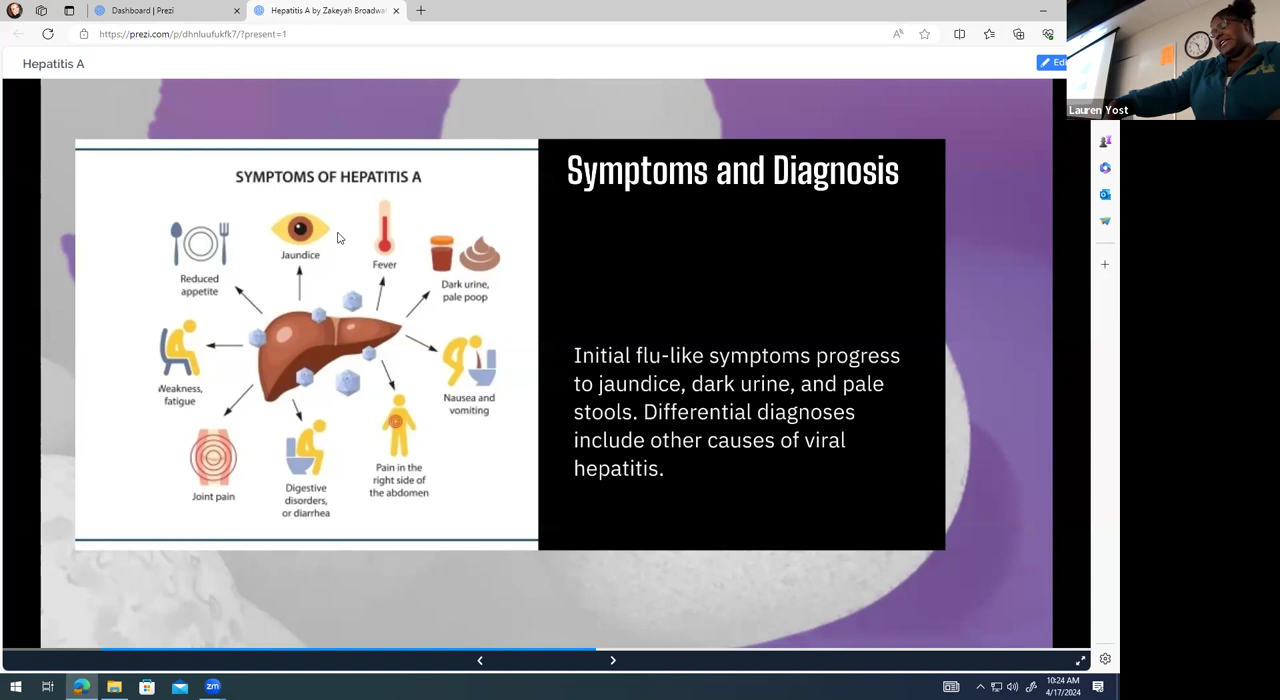 Dashboard | Prezi
Hepatitis A by Zakeyah Broadwa
https://prezi.com/p/dhnluufukfk7/?present=1
Hepatitis A
Edi
Lauren Yost
SYMPTOMS OF HEPATITIS A
Reduced
appetite
Jaundice
Fever
Dark urine,
pale poop
Weakness,
fatigue
Nausea and
vomiting
Joint pain
Digestive
disorders,
or diarrhea
Pain in the
right side of
the abdomen
Symptoms and Diagnosis
Initial flu-like symptoms progress
to jaundice, dark urine, and pale
stools. Differential diagnoses
include other causes of viral
hepatitis.
zm
10:24 AM
4/17/2024